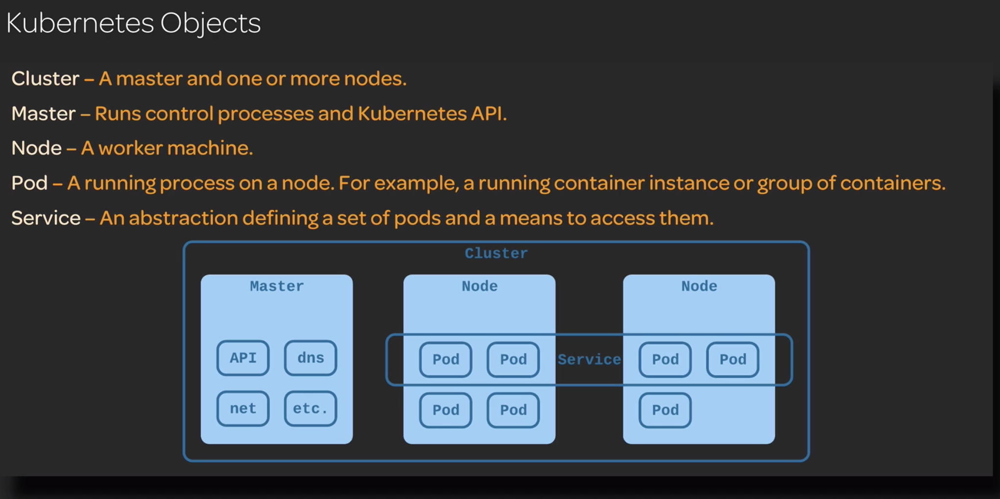 Kubernetes Objects
Cluster – A master and one or more nodes.
Master – Runs control processes and Kubernetes API.
Node – A worker machine.
Pod – A running process on a node. For example, a running container instance or group of containers.
Service – An abstraction defining a set of pods and a means to access them.
Cluster
Master
Node
Node
API
dns
Pod
Pod
Service
Pod
Pod
net
etc.
Pod
Pod
Pod